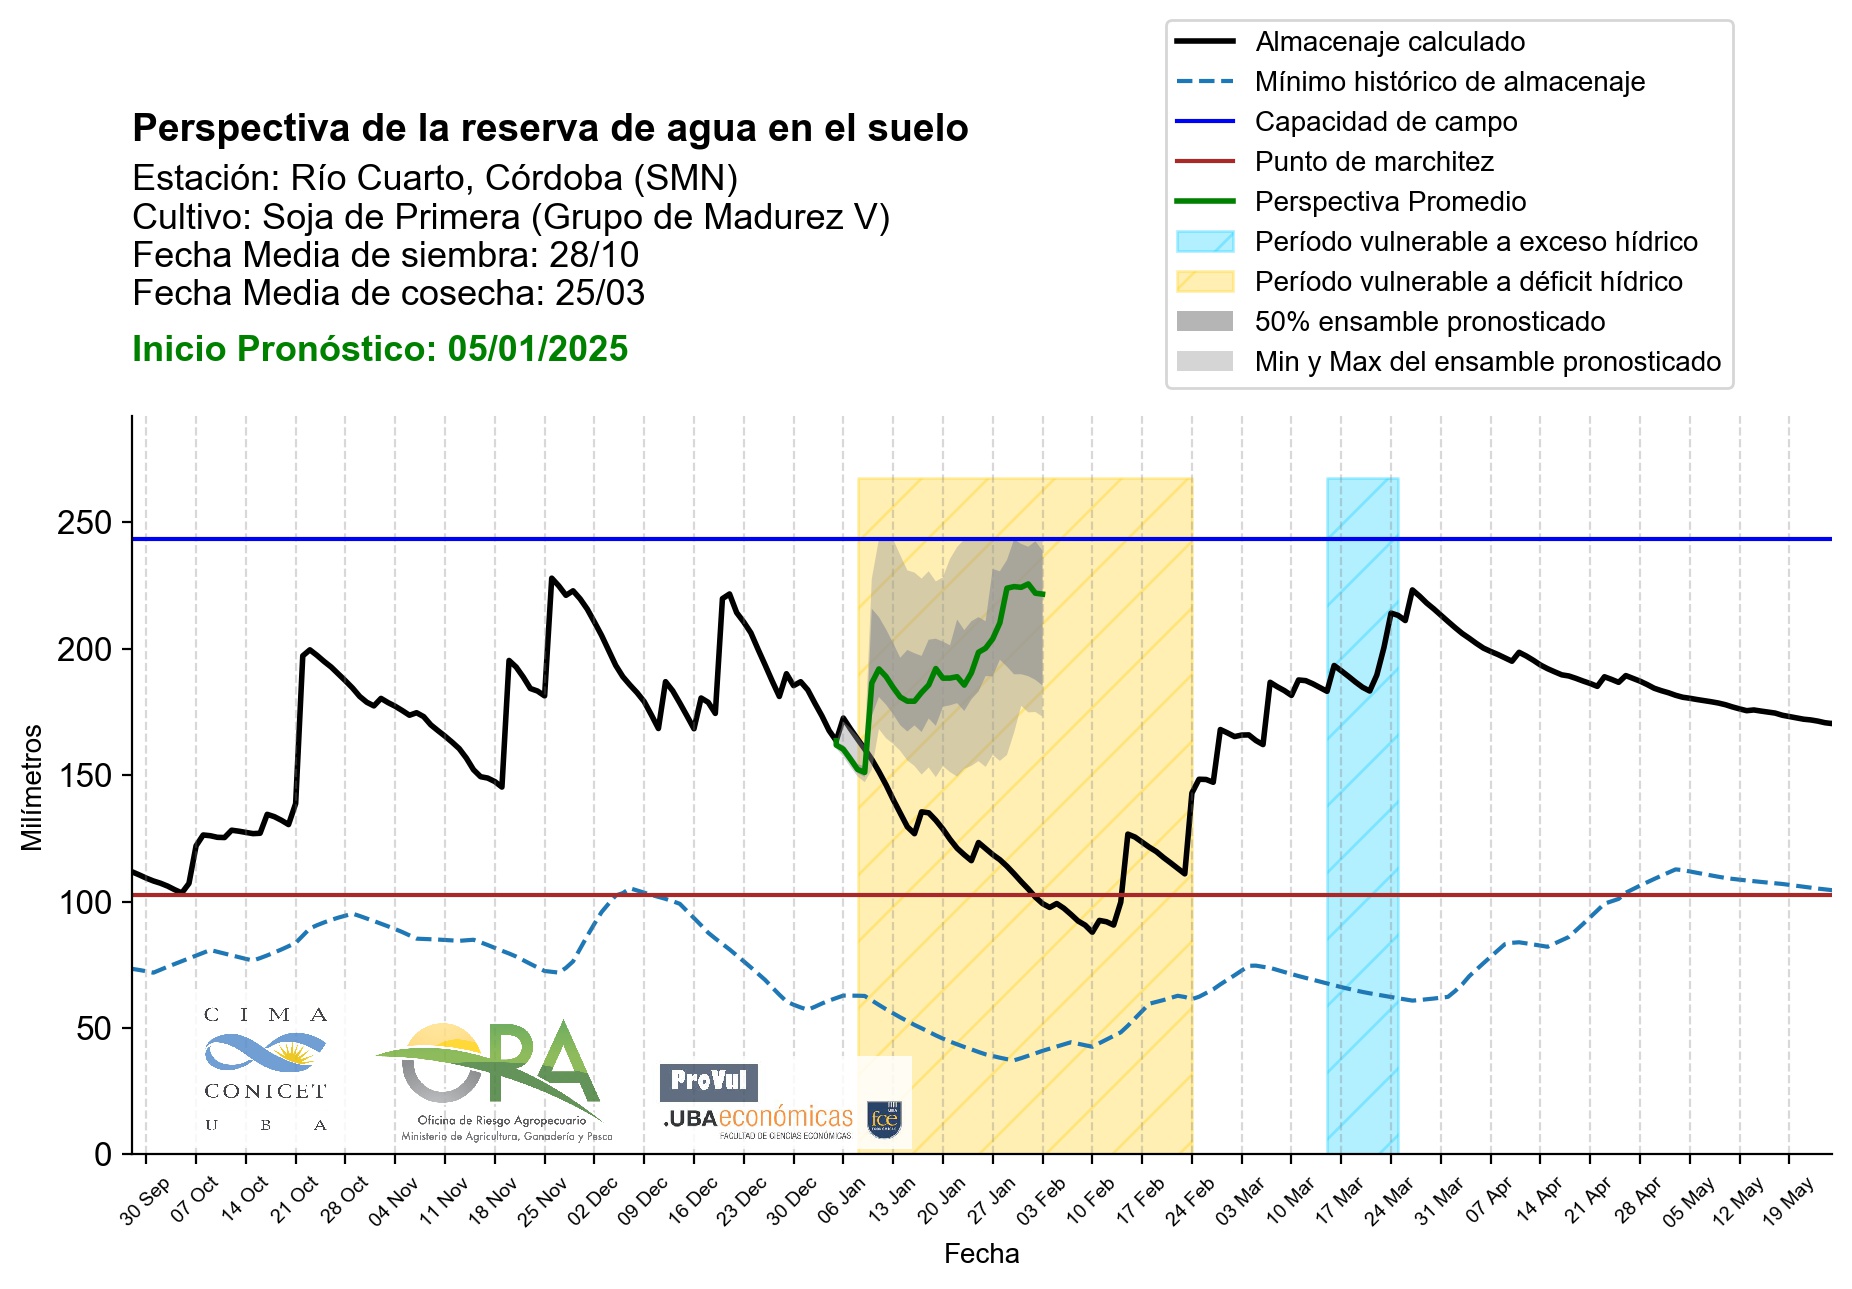 Almacenaje calculado
Mínimo histórico de almacenaje
Capacidad de campo
Punto de marchitez
Perspectiva Promedio
Período vulnerable a exceso hídrico
Período vulnerable a déficit hídrico
50% ensamble pronosticado
Min y Max del ensamble pronosticado
Perspectiva de la reserva de agua en el suelo
Estación: Río Cuarto, Córdoba (SMN)
Cultivo: Soja de Primera (Grupo de Madurez V)
Fecha Media de siembra: 28/10
Fecha Media de cosecha: 25/03
Inicio Pronóstico: 05/01/2025
Milímetros
250
200
150
100
50
0
C I M A
CONICET
U B A
ORA
Oficina de Riesgo Agropecuario
Ministerio de Agricultura, Ganadería y Pesca
ProVul
.UBAeconómicas
FACULTAD DE CIENCIAS ECONÓMICAS
UBA
fce
30 Sep
07 Oct
14 Oct
21 Oct
28 Oct
04 Nov
11 Nov
18 Nov
25 Nov
02 Dec
09 Dec
16 Dec
23 Dec
30 Dec
06 Jan
13 Jan
20 Jan
27 Jan
03 Feb
10 Feb
17 Feb
24 Feb
03 Mar
10 Mar
17 Mar
24 Mar
31 Mar
07 Apr
14 Apr
21 Apr
28 Apr
05 May
12 May
19 May
Fecha